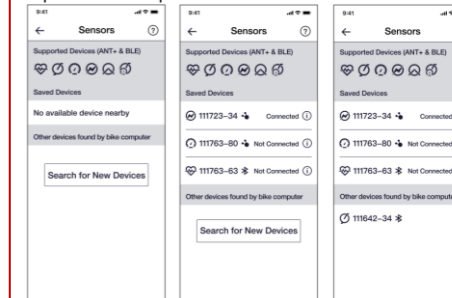 9:41
Sensors
Supported Devices (ANT+ & BLE)
Saved Devices
No available device nearby
Other devices found by bike computer
Search for New Devices
9:41
Sensors
Supported Devices (ANT+ & BLE)
Saved Devices
111723-34 Connected
111763-80 Not Connected
111763-63 Not Connected
Other devices found by bike computer
Search for New Devices
9:41
Sensors
Supported Devices (ANT+ & BLE)
Saved Devices
111723-34 Connected
111763-80 Not Connected
111763-63 Not Connected
Other devices found by bike
111642-34